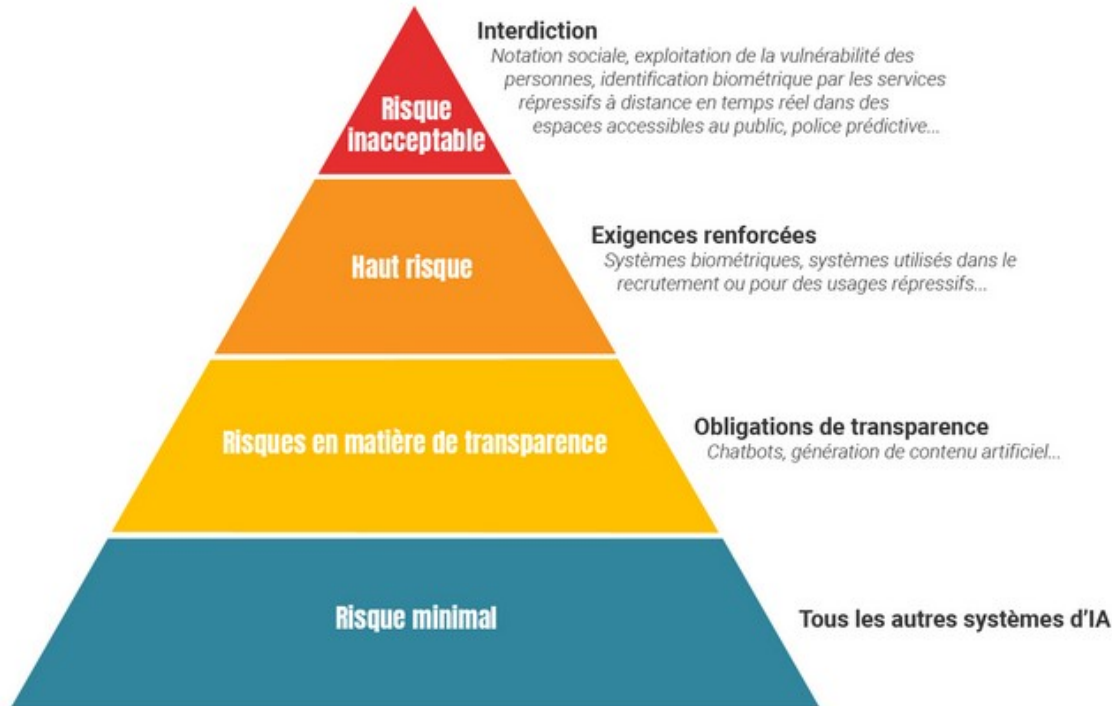 Interdiction
Notation sociale, exploitation de la vulnérabilité des
personnes, identification biométrique par les services
répressifs à distance en temps réel dans des
espaces accessibles au public, police prédictive...
Risque
inacceptable
Exigences renforcées
Systèmes biométriques, systèmes utilisés dans le
recrutement ou pour des usages répressifs...
Haut risque
Obligations de transparence
Chatbots, génération de contenu artificiel...
Risques en matière de transparence
Risque minimal
Tous les autres systèmes d'IA